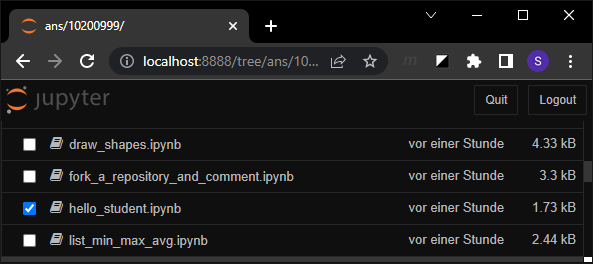 ans/10200999/
localhost:8888/tree/ans/10...
S
jupyter
Quit
Logout
draw_shapes.ipynb vor einer Stunde 4.33 kB
fork_a_repository_and_comment.ipynb vor einer Stunde 3.3 kB
hello_student.ipynb vor einer Stunde 1.73 kB
list_min_max_avg.ipynb vor einer Stunde 2.44 kB